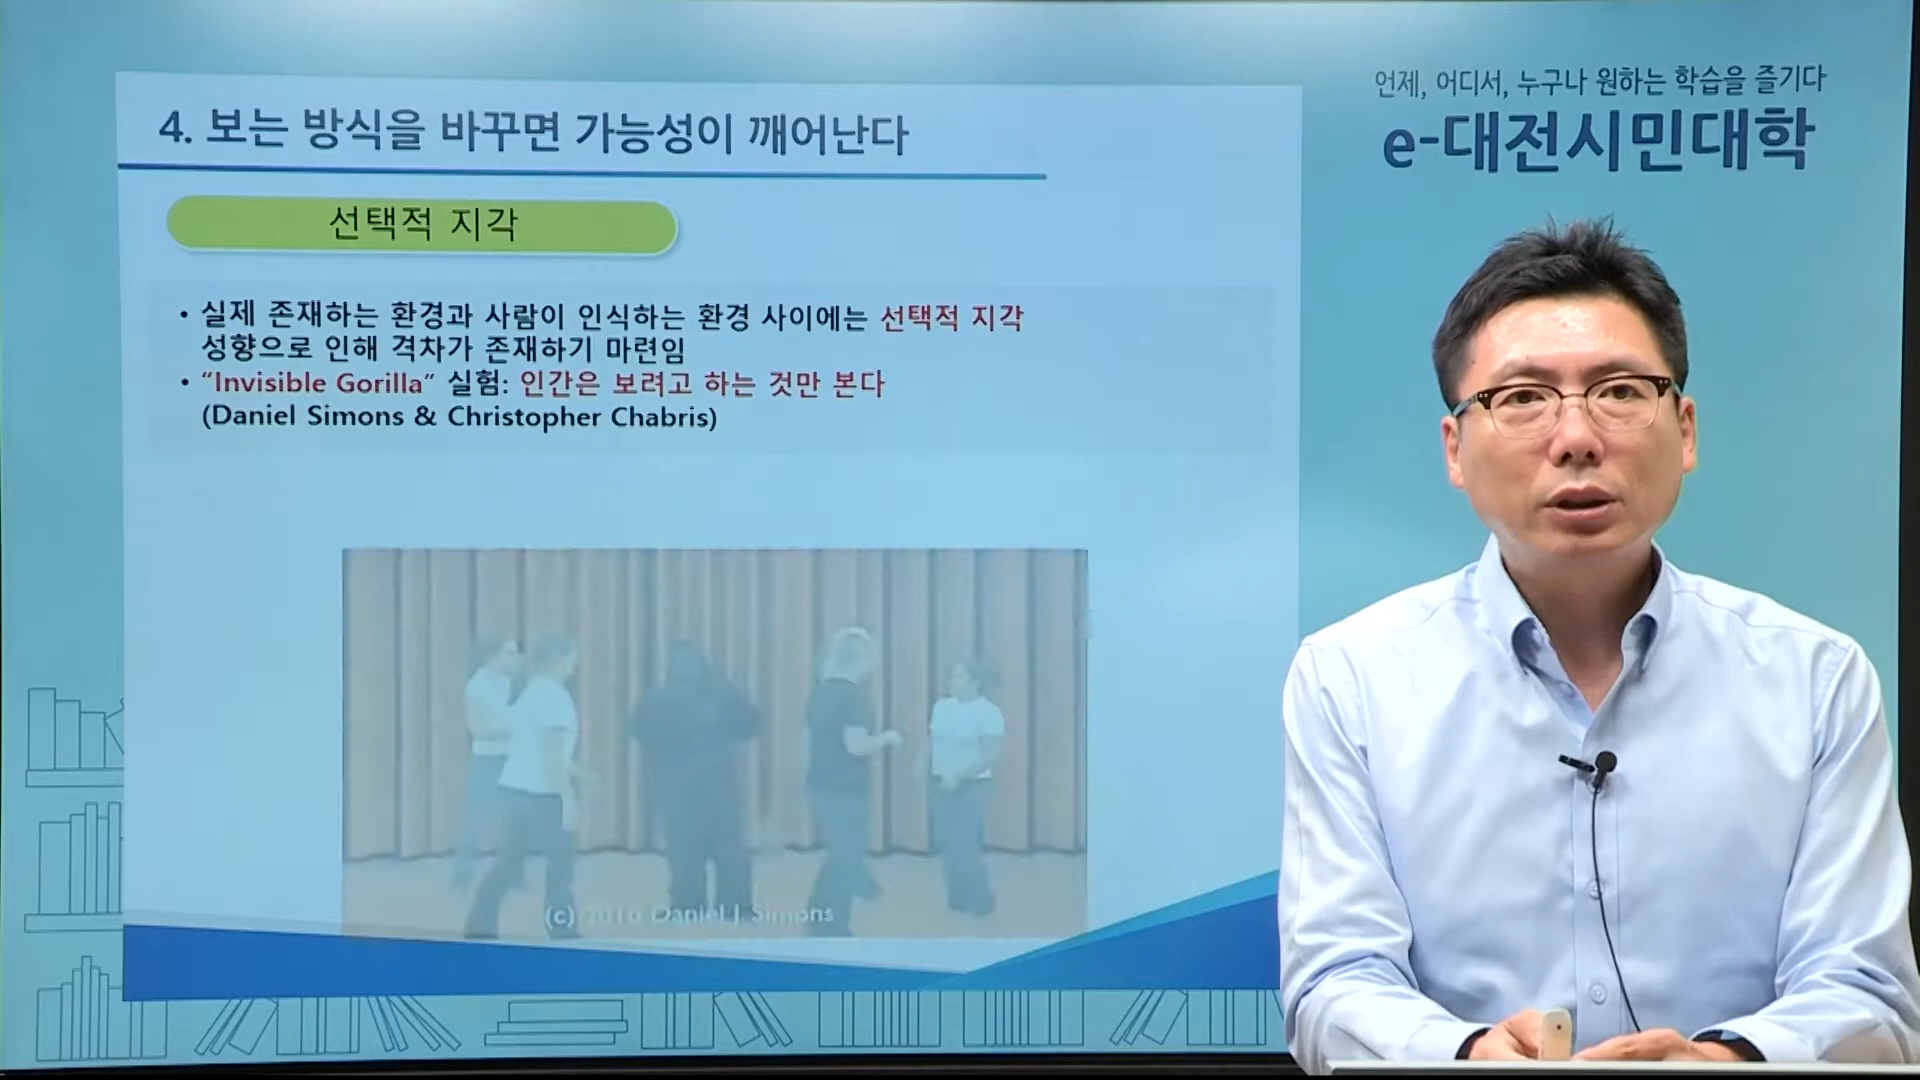 4. 보는 방식을 바꾸면 가능성이 깨어난다
언제, 어디서, 누구나 원하는 학습을 즐기다
e-대전시민대학
선택적 지각
• 실제 존재하는 환경과 사람이 인식하는 환경 사이에는 선택적 지각
성향으로 인해 격차가 존재하기 마련임
• “Invisible Gorilla” 실험: 인간은 보려고 하는 것만 본다
(Daniel Simons & Christopher Chabris)
(c) 2010 Daniel J. Simons